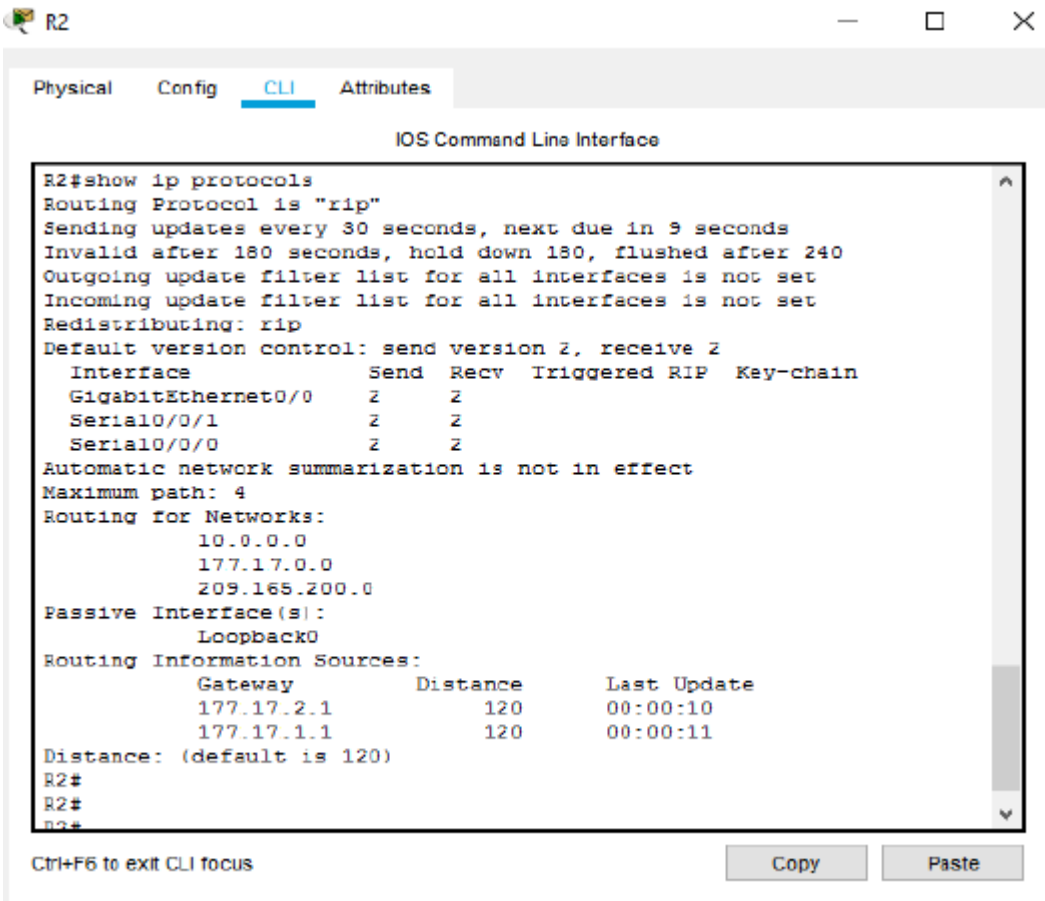 R2
Physical Config CLI Attributes
IOS Command Line Interface
R2#show ip protocols
Routing Protocol is "rip"
Sending updates every 30 seconds, next due in 9 seconds
Invalid after 180 seconds, hold down 180, flushed after 240
Outgoing update filter list for all interfaces is not set
Incoming update filter list for all interfaces is not set
Redistributing: rip
Default version control: send version 2, receive 2
Interface Send Recv Triggered RIP Key-chain
GigabitEthernet0/0 2 2
Serial0/0/1 2 2
Serial0/0/0 2 2
Automatic network summarization is not in effect
Maximum path: 4
Routing for Networks:
10.0.0.0
177.17.0.0
209.165.200.0
Passive Interface(s):
Loopback0
Routing Information Sources:
Gateway Distance Last Update
177.17.2.1 120 00:00:10
177.17.1.1 120 00:00:11
Distance: (default is 120)
R2#
R2#
R2#
Ctrl+F6 to exit CLI focus
Copy Paste